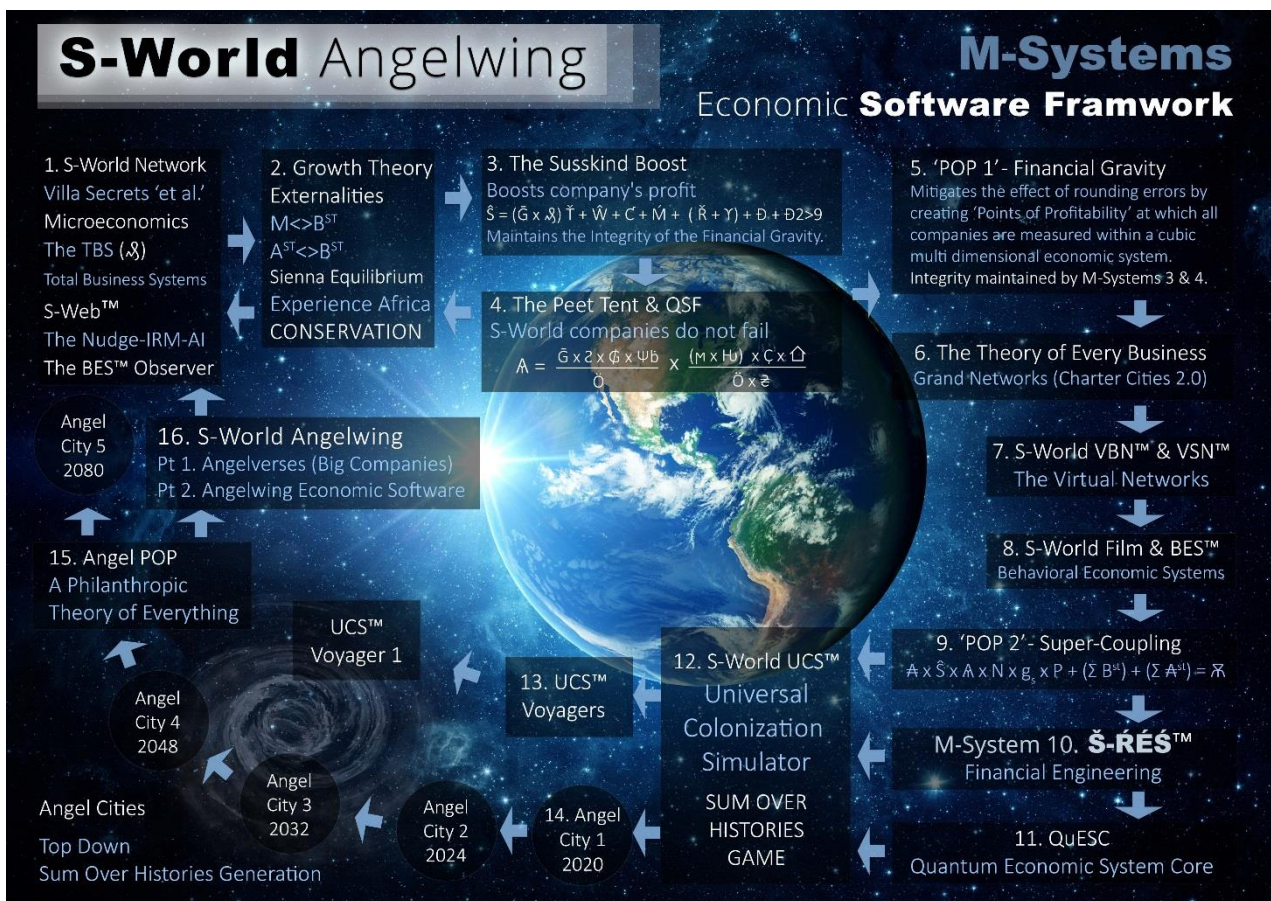 S-World Angelwing
M-Systems
Economic Software Framwork
1. S-World Network
Villa Secrets ‘et al.’
Microeconomics
The TBS (₰)
Total Business Systems
S-Web™
The Nudge-IRM-AI
The BES™ Observer
2. Growth Theory
Externalities
M<>Bˢᵀ
Aˢᵀ<>Bˢᵀ
Sienna Equilibrium
Experience Africa
CONSERVATION
3. The Susskind Boost
Boosts company's profit
Ŝ = (Ḡ x ₰) Ť + Ŵ + Ƈ + Ḿ + ( Ř + ϒ) + Ð + Ð2>9
Maintains the Integrity of the Financial Gravity.
4. The Peet Tent & QSF
S-World companies do not fail
5. ‘POP 1’ - Financial Gravity
Mitigates the effect of rounding errors by
creating ‘Points of Profitability’ at which all
companies are measured within a cubic
multi dimensional economic system.
Integrity maintained by M-Systems 3 & 4.
6. The Theory of Every Business
Grand Networks (Charter Cities 2.0)
7. S-World VBN™ & VSN™
The Virtual Networks
8. S-World Film & BES™
Behavioral Economic Systems
9. ‘POP 2’ - Super-Coupling
M-System 10. Š-ŔÉŚ™
Financial Engineering
11. QuESC
Quantum Economic System Core
12. S-World UCS™
Universal
Colonization
Simulator
SUM OVER
HISTORIES
GAME
13. UCS™
Voyagers
UCS™
Voyager 1
14. Angel
City 1
2020
Angel
City 2
2024
Angel
City 3
2032
Angel
City 4
2048
Angel Cities
Top Down
Sum Over Histories Generation
15. Angel POP
A Philanthropic
Theory of Everything
Angel
City 5
2080
16. S-World Angelwing
Pt 1. Angelverses (Big Companies)
Pt 2. Angelwing Economic Software